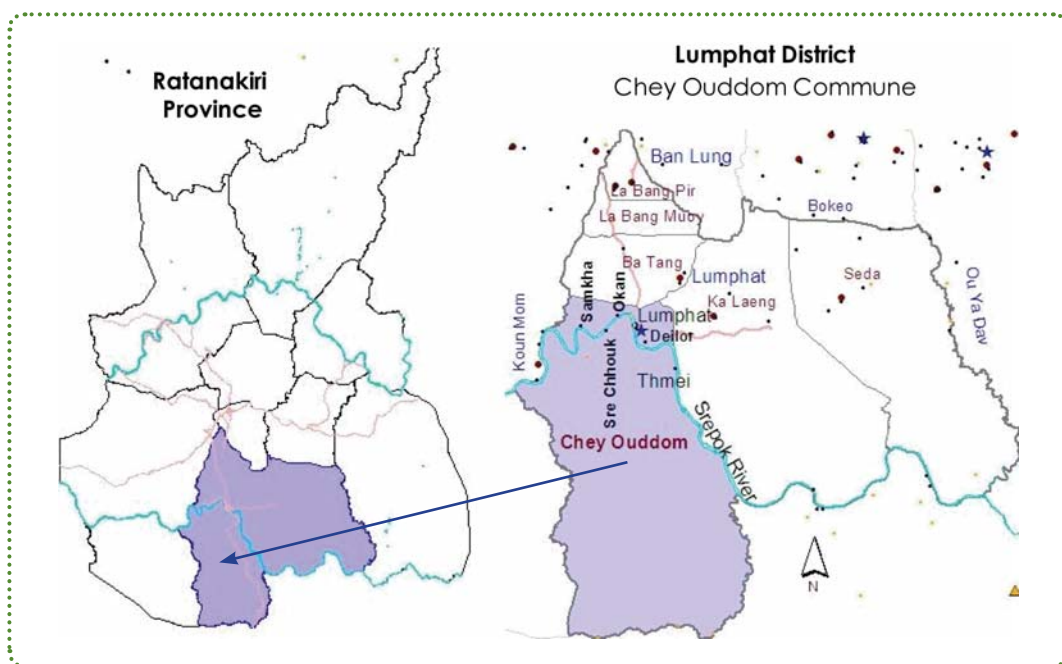 Ratanakiri
Province
Lumphat District
Chey Ouddom Commune
Ban Lung
La Bang Pir
La Bang Muoy
Bokeo
Ba Tang
Lumphat
Seda
Samkha
Okan
Ka Laeng
Ou Ya Dav
Koun Mom
Lumphat
Deilor
Sre Chhouk
Thmei
Srepok River
Chey Ouddom
N